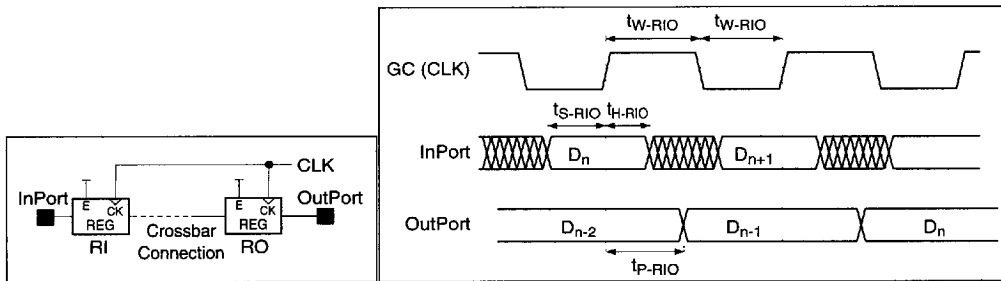 CLK
InPort
OutPort
E
CK
REG
RI
Crossbar
Connection
E
CK
REG
RO
tW-RIO
tW-RIO
GC (CLK)
tS-RIO
tH-RIO
InPort
Dn
Dn+1
OutPort
Dn-2
Dn-1
Dn
tP-RIO